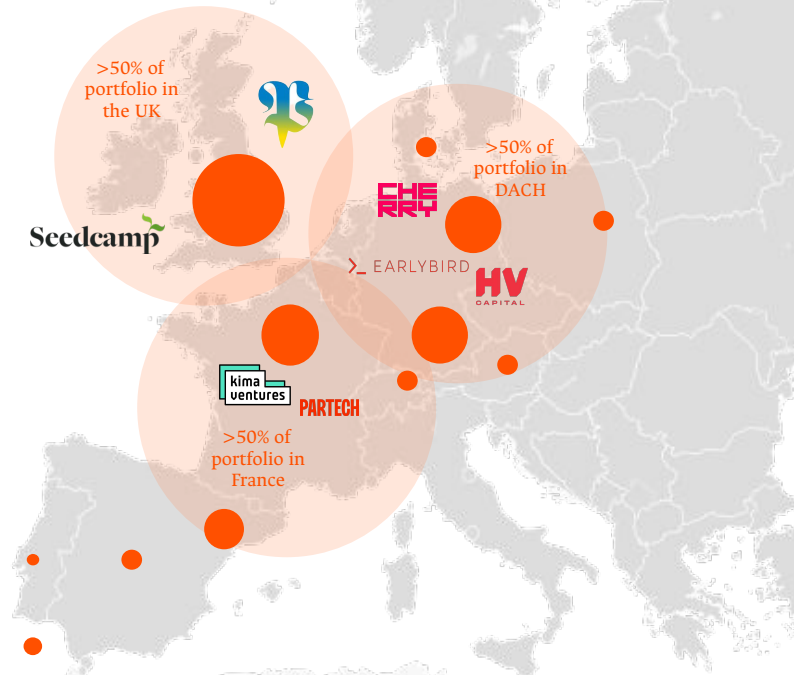 >50% of
portfolio in
the UK
>50% of
portfolio in
DACH
CHE
RRY
Seedcamp
>_ EARLYBIRD
HV
CAPITAL
kima
ventures
PARTECH
>50% of
portfolio in
France